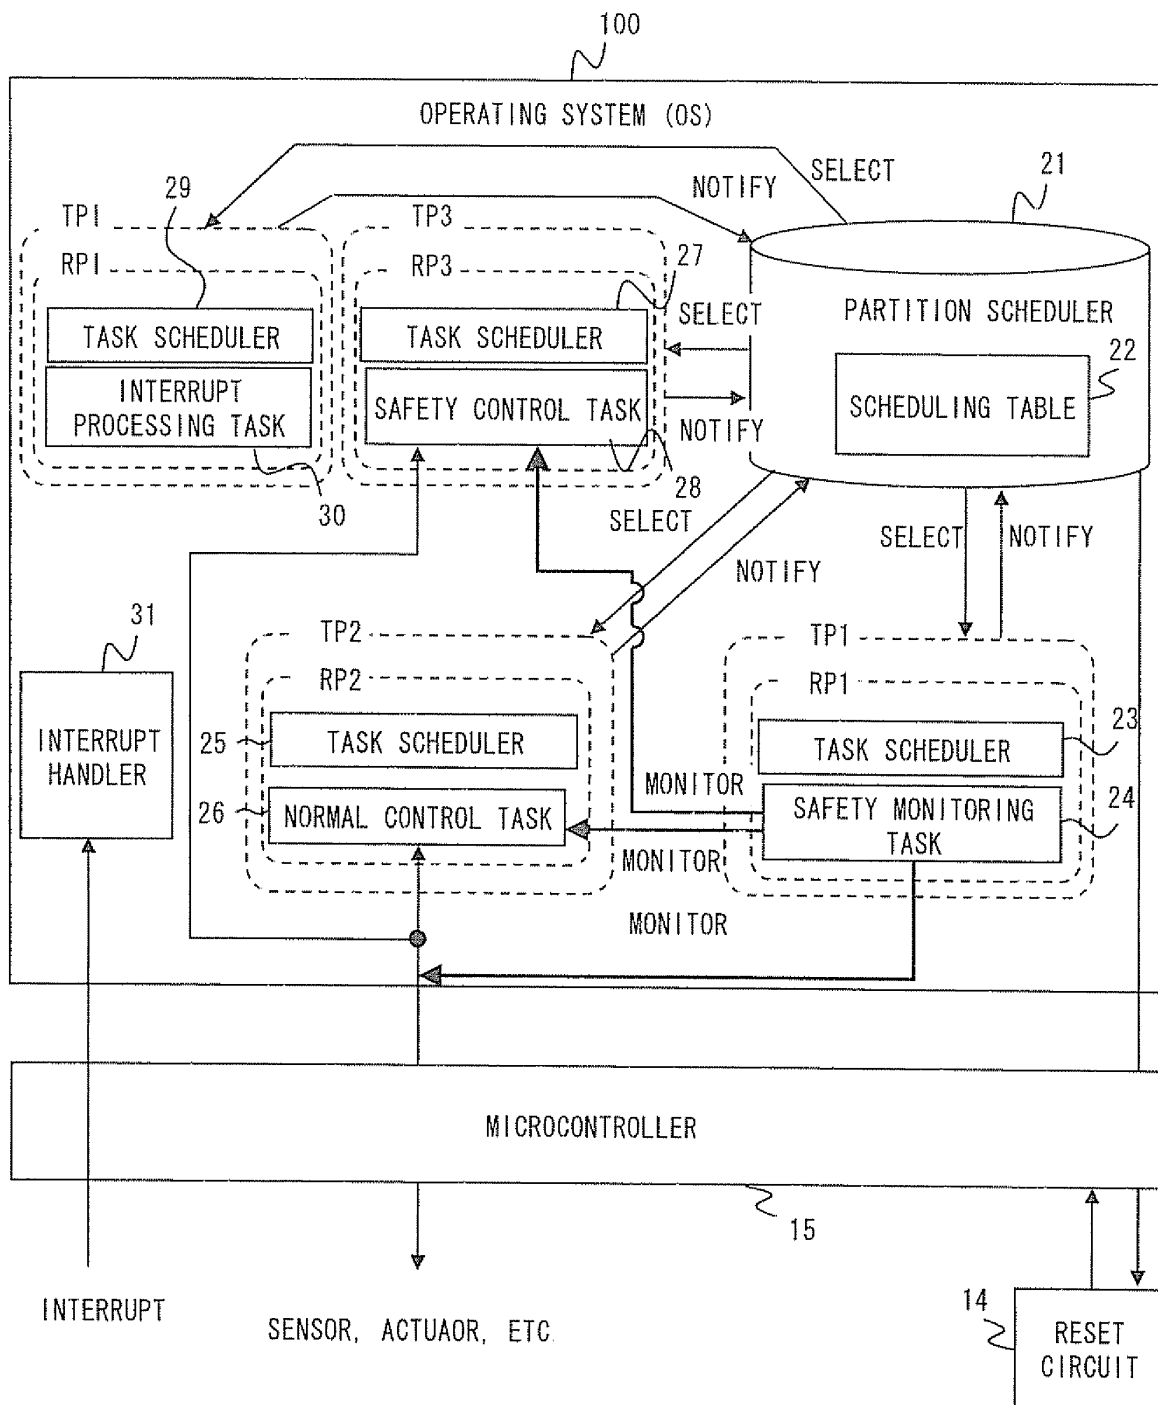 100
OPERATING SYSTEM (OS)
SELECT
21
29
NOTIFY
TPI
TP3
RPI
RP3
27
TASK SCHEDULER
TASK SCHEDULER
SELECT
PARTITION SCHEDULER
22
INTERRUPT
PROCESSING TASK
SAFETY CONTROL TASK
SCHEDULING TABLE
NOTIFY
30
28
SELECT
SELECT
NOTIFY
NOTIFY
31
TP2
TP1
RP2
RP1
INTERRUPT
HANDLER
25
TASK SCHEDULER
TASK SCHEDULER
23
MONITOR
26
NORMAL CONTROL TASK
SAFETY MONITORING
TASK
24
MONITOR
MONITOR
MICROCONTROLLER
15
INTERRUPT
SENSOR, ACTUAOR, ETC.
14
RESET
CIRCUIT